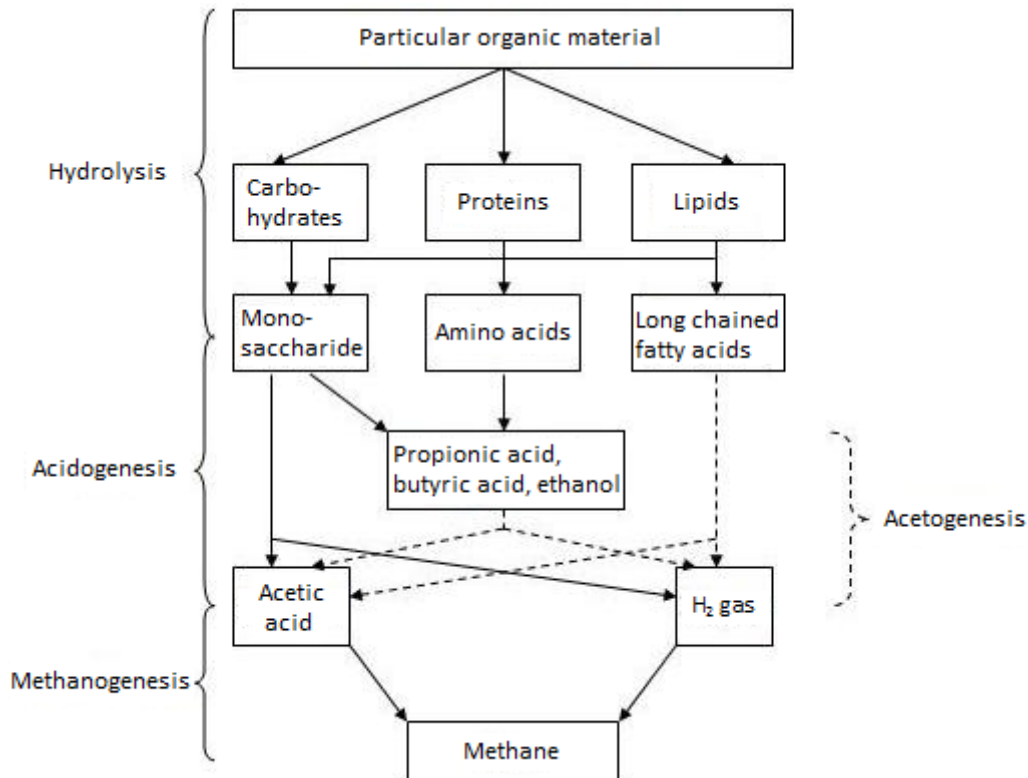 Particular organic material
Hydrolysis
Carbo-
hydrates
Proteins
Lipids
Mono-
saccharide
Amino acids
Long chained
fatty acids
Acidogenesis
Propionic acid,
butyric acid, ethanol
Acetogenesis
Acetic
acid
H₂ gas
Methanogenesis
Methane